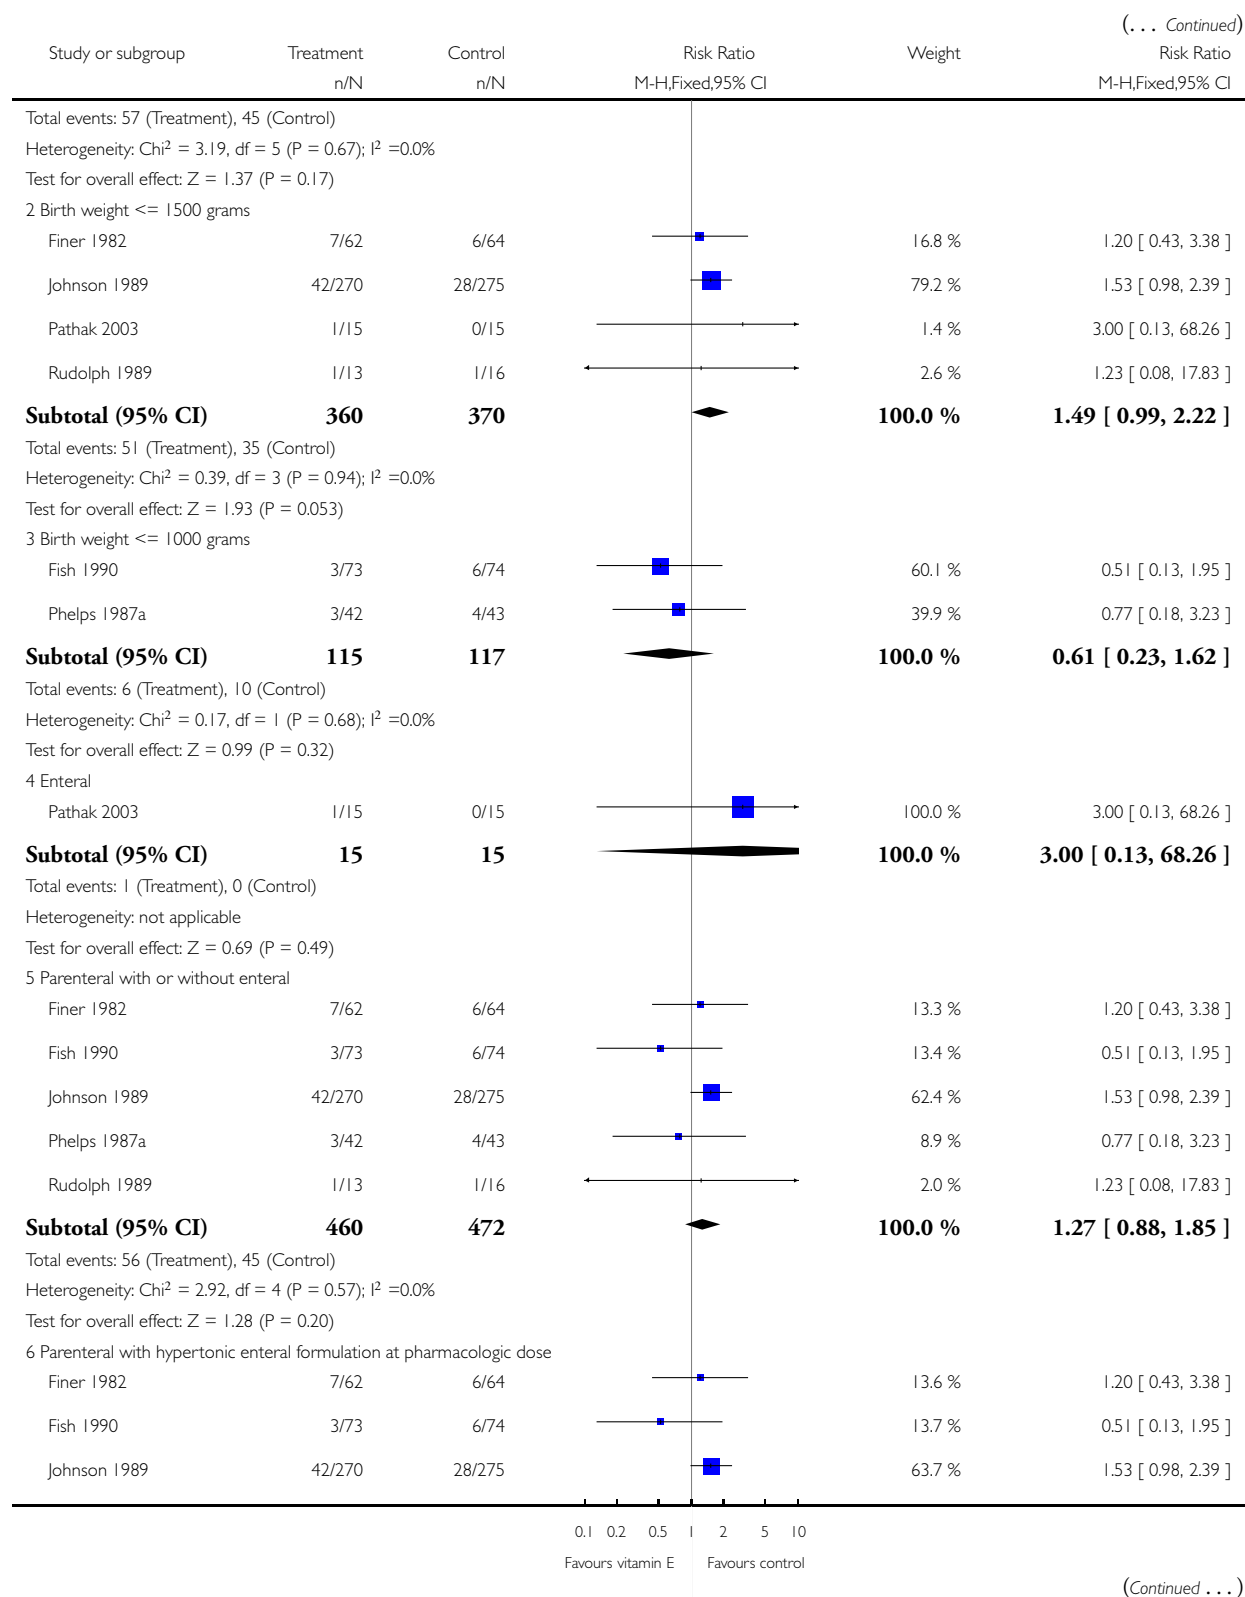 (. . . Continued)
Study or subgroup Treatment Control Risk Ratio Weight Risk Ratio
n/N n/N M-H,Fixed,95% CI M-H,Fixed,95% CI
Total events: 57 (Treatment), 45 (Control)
Heterogeneity: Chi² = 3.19, df = 5 (P = 0.67); I² =0.0%
Test for overall effect: Z = 1.37 (P = 0.17)
2 Birth weight <= 1500 grams
Finer 1982 7/62 6/64 16.8 % 1.20 [ 0.43, 3.38 ]
Johnson 1989 42/270 28/275 79.2 % 1.53 [ 0.98, 2.39 ]
Pathak 2003 1/15 0/15 1.4 % 3.00 [ 0.13, 68.26 ]
Rudolph 1989 1/13 1/16 2.6 % 1.23 [ 0.08, 17.83 ]
Subtotal (95% CI) 360 370 100.0 % 1.49 [ 0.99, 2.22 ]
Total events: 51 (Treatment), 35 (Control)
Heterogeneity: Chi² = 0.39, df = 3 (P = 0.94); I² =0.0%
Test for overall effect: Z = 1.93 (P = 0.053)
3 Birth weight <= 1000 grams
Fish 1990 3/73 6/74 60.1 % 0.51 [ 0.13, 1.95 ]
Phelps 1987a 3/42 4/43 39.9 % 0.77 [ 0.18, 3.23 ]
Subtotal (95% CI) 115 117 100.0 % 0.61 [ 0.23, 1.62 ]
Total events: 6 (Treatment), 10 (Control)
Heterogeneity: Chi² = 0.17, df = 1 (P = 0.68); I² =0.0%
Test for overall effect: Z = 0.99 (P = 0.32)
4 Enteral
Pathak 2003 1/15 0/15 100.0 % 3.00 [ 0.13, 68.26 ]
Subtotal (95% CI) 15 15 100.0 % 3.00 [ 0.13, 68.26 ]
Total events: 1 (Treatment), 0 (Control)
Heterogeneity: not applicable
Test for overall effect: Z = 0.69 (P = 0.49)
5 Parenteral with or without enteral
Finer 1982 7/62 6/64 13.3 % 1.20 [ 0.43, 3.38 ]
Fish 1990 3/73 6/74 13.4 % 0.51 [ 0.13, 1.95 ]
Johnson 1989 42/270 28/275 62.4 % 1.53 [ 0.98, 2.39 ]
Phelps 1987a 3/42 4/43 8.9 % 0.77 [ 0.18, 3.23 ]
Rudolph 1989 1/13 1/16 2.0 % 1.23 [ 0.08, 17.83 ]
Subtotal (95% CI) 460 472 100.0 % 1.27 [ 0.88, 1.85 ]
Total events: 56 (Treatment), 45 (Control)
Heterogeneity: Chi² = 2.92, df = 4 (P = 0.57); I² =0.0%
Test for overall effect: Z = 1.28 (P = 0.20)
6 Parenteral with hypertonic enteral formulation at pharmacologic dose
Finer 1982 7/62 6/64 13.6 % 1.20 [ 0.43, 3.38 ]
Fish 1990 3/73 6/74 13.7 % 0.51 [ 0.13, 1.95 ]
Johnson 1989 42/270 28/275 63.7 % 1.53 [ 0.98, 2.39 ]
0.1 0.2 0.5 1 2 5 10
Favours vitamin E Favours control
(Continued . . . )